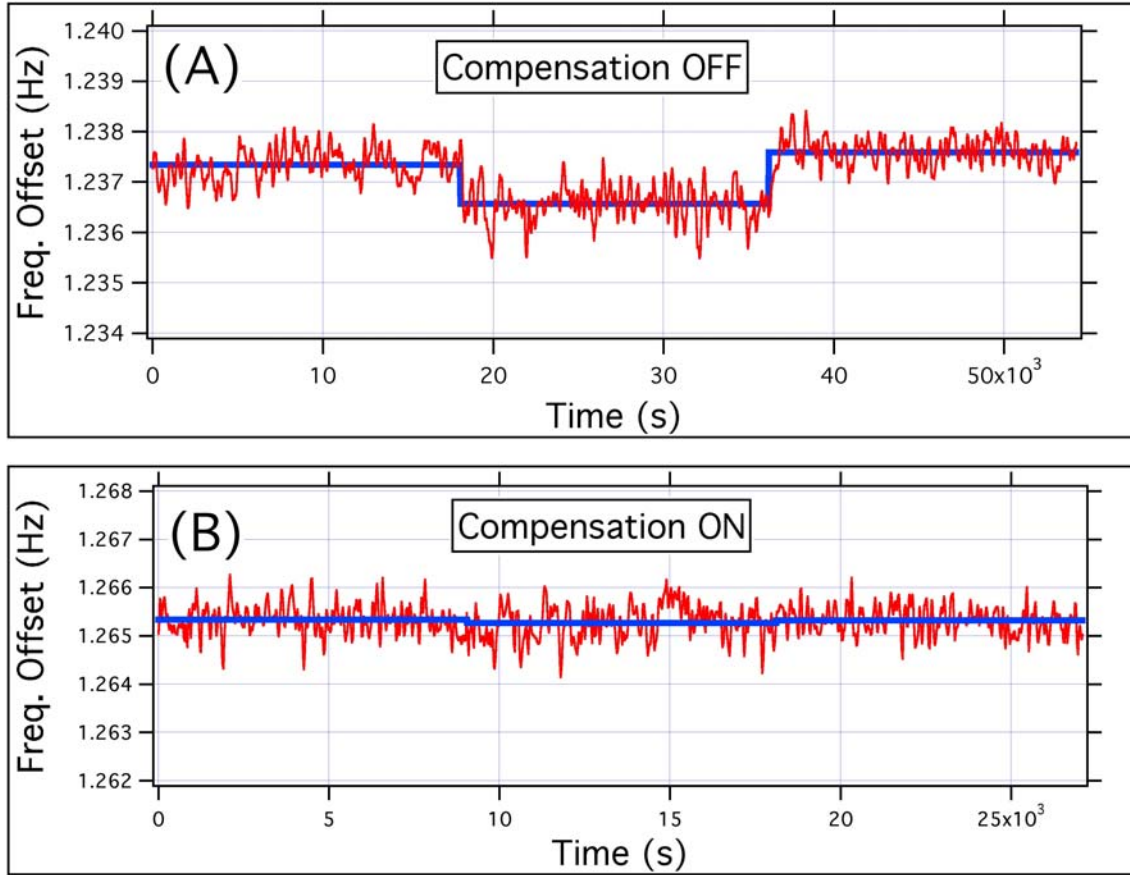 (A)
Compensation OFF
Freq. Offset (Hz)
1.240
1.239
1.238
1.237
1.236
1.235
1.234
0 10 20 30 40 50x10³
Time (s)
(B)
Compensation ON
Freq. Offset (Hz)
1.268
1.267
1.266
1.265
1.264
1.263
1.262
0 5 10 15 20 25x10³
Time (s)